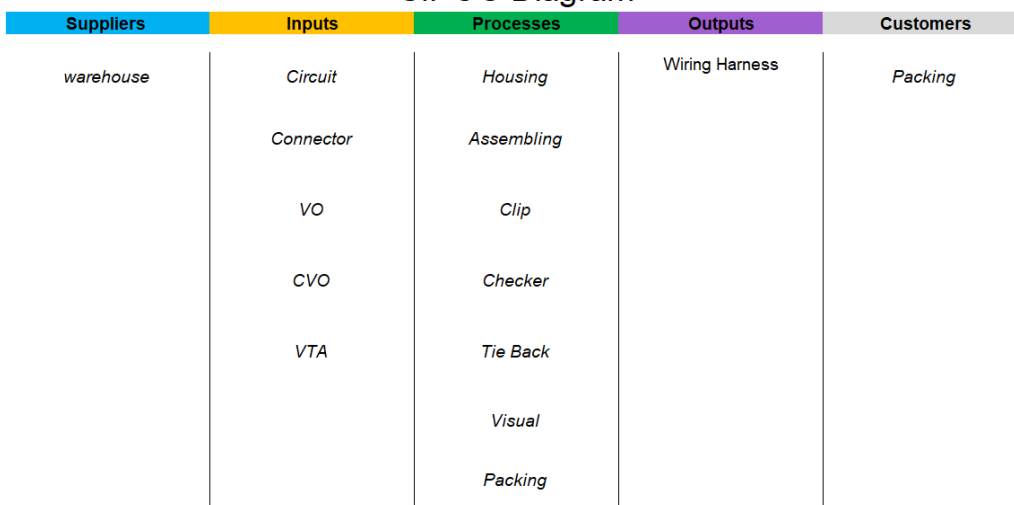 Suppliers Inputs Processes Outputs Customers
warehouse Circuit Housing Wiring Harness Packing
Connector Assembling
VO Clip
CVO Checker
VTA Tie Back
Visual
Packing